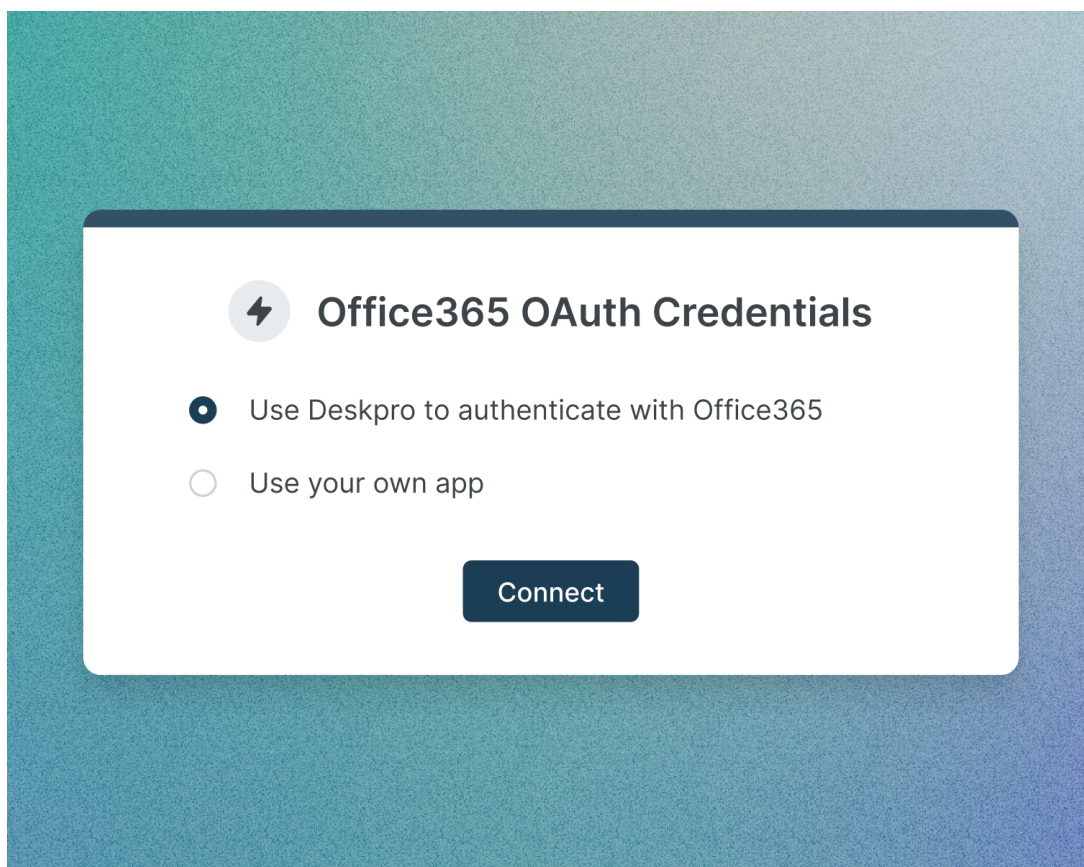 Office365 OAuth Credentials
Use Deskpro to authenticate with Office365
Use your own app
Connect